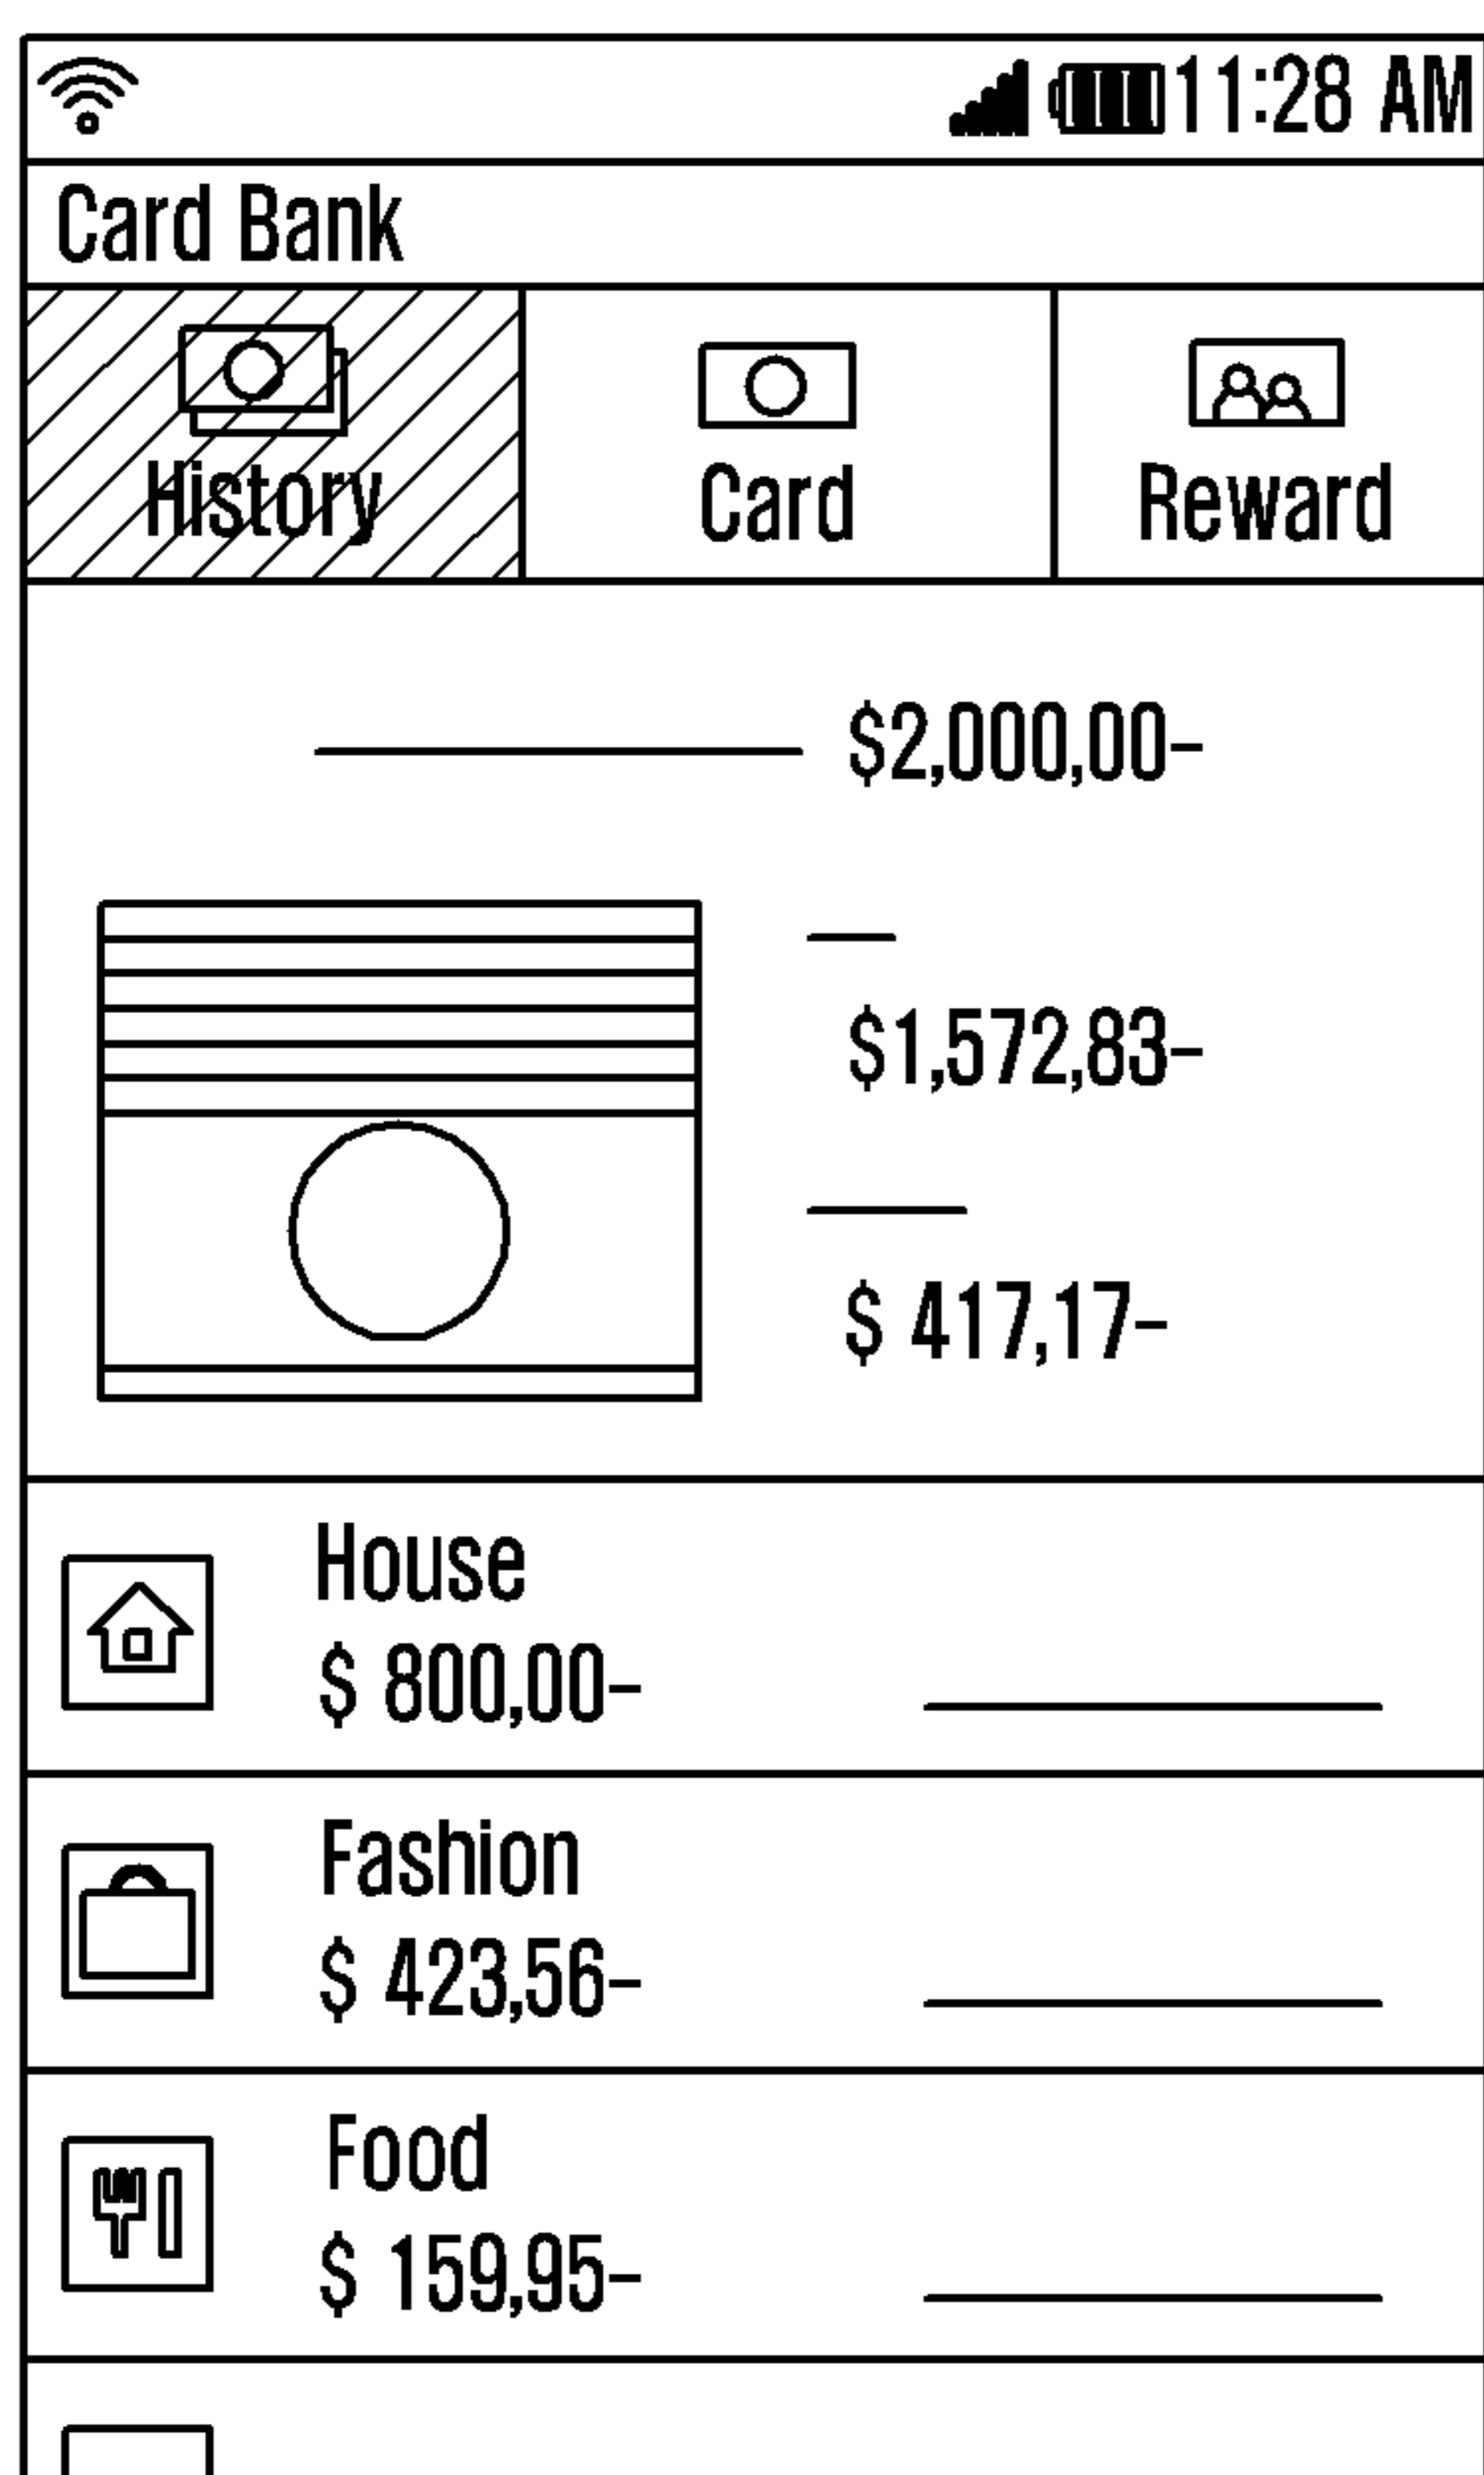 11:28 AM
Card Bank
History
Card
Reward
$2,000,00–
$1,572,83–
$ 417,17–
House
$ 800,00–
Fashion
$ 423,56–
Food
$ 159,95–